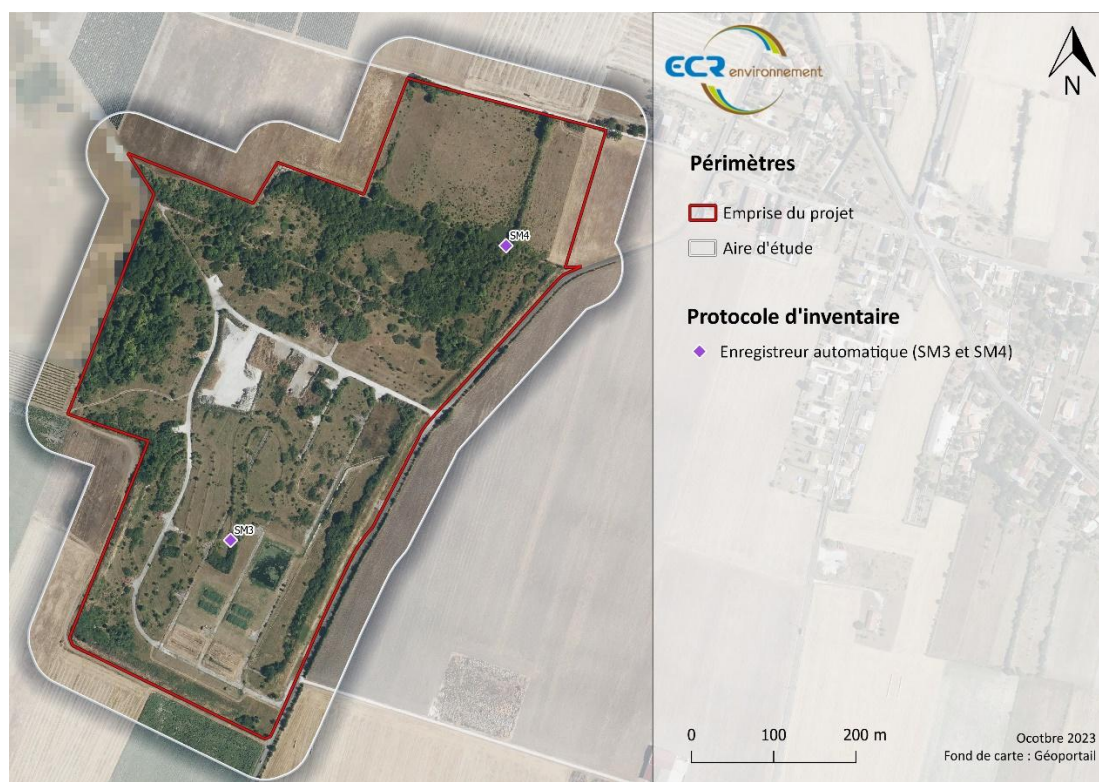 ECR environnement
N
Périmètres
Emprise du projet
Aire d'étude
Protocole d'inventaire
Enregistreur automatique (SM3 et SM4)
SM4
SM3
0 100 200 m
Ocotbre 2023
Fond de carte : Géoportail